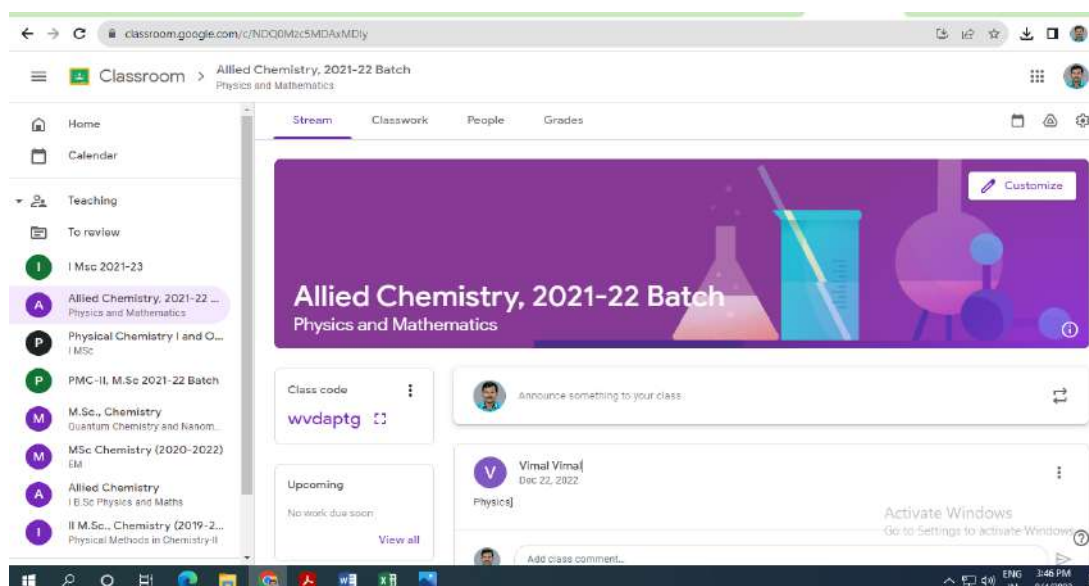 classroom.google.com/c/NDQ0Mzc5MDAxMDIy
Classroom > Allied Chemistry, 2021-22 Batch
Physics and Mathematics
Home
Calender
Teaching
To review
I
I Msc 2021-23
A
Allied Chemistry, 2021-22 ...
Physics and Mathematics
P
Physical Chemistry I and O...
I MSc
P
PMC-II, M.Sc 2021-22 Batch
M
M.Sc., Chemistry
Quantum Chemistry and Nanom...
M
MSc Chemistry (2020-2022)
EM
A
Allied Chemistry
I B.Sc Physics and Maths
I
II M.Sc., Chemistry (2019-2...
Physical Methods in Chemistry-II
Stream Classwork People Grades
Customize
Allied Chemistry, 2021-22 Batch
Physics and Mathematics
Class code
wvdaptg
Upcoming
No work due soon
View all
Announce something to your class
V
Vimal Vimal
Dec 22, 2022
Physics]
Add class comment...
Activate Windows
Go to Settings to activate Windows
ENG 3:46 PM